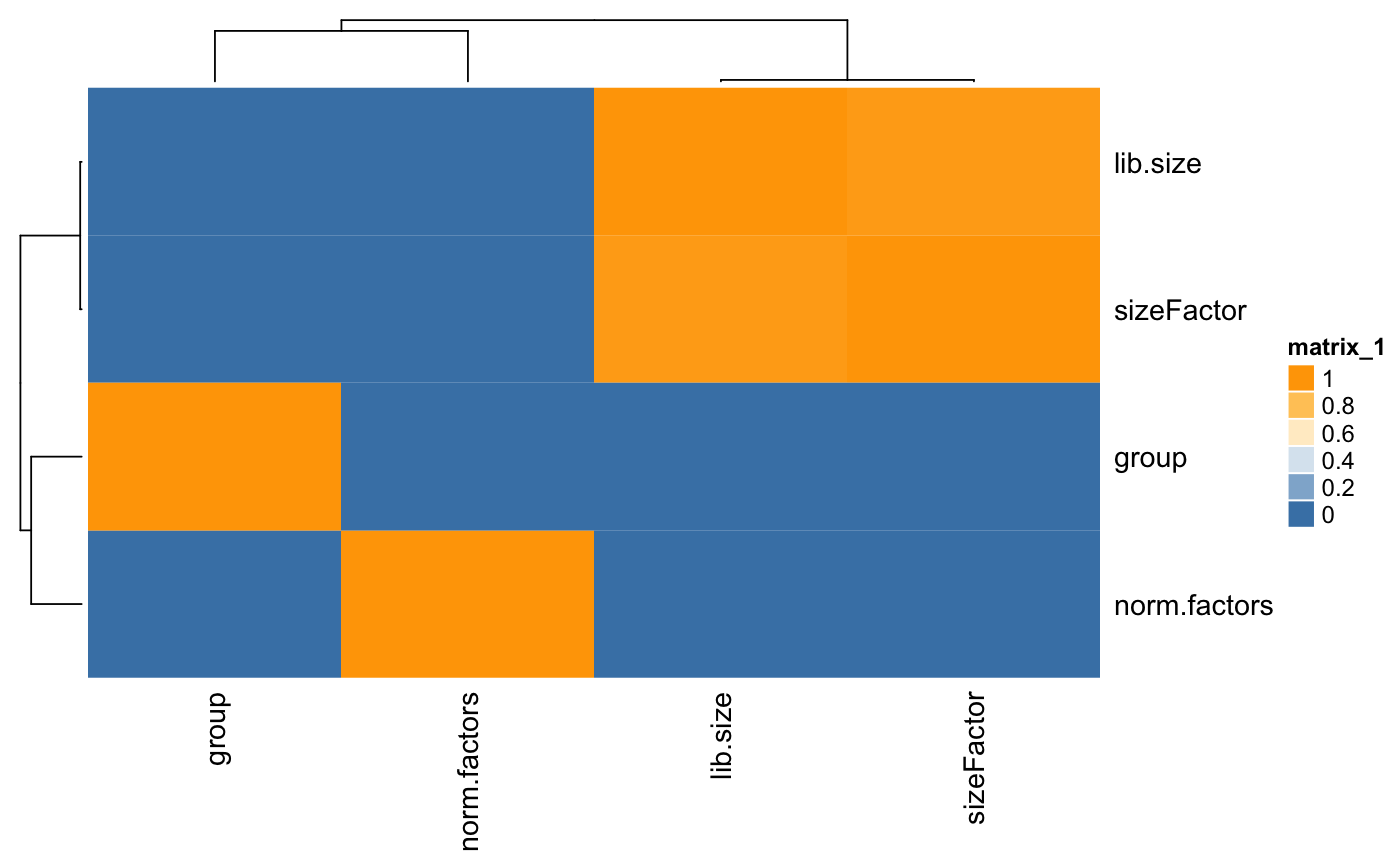 lib.size
sizeFactor
group
norm.factors
matrix_1
1
0.8
0.6
0.4
0.2
0
group
norm.factors
lib.size
sizeFactor